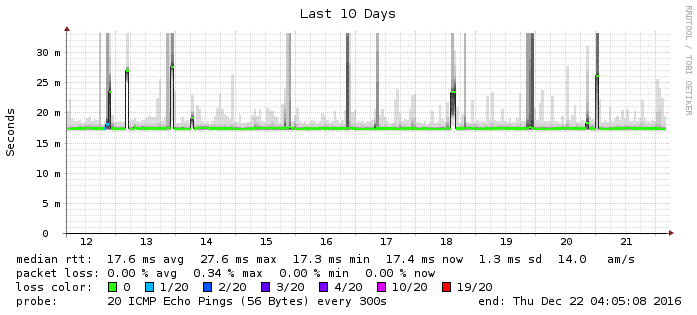 Last 10 Days
RRDTOOL / TOBI OETIKER
Seconds
30 m
25 m
20 m
15 m
10 m
5 m
0
12 13 14 15 16 17 18 19 20 21
median rtt: 17.6 ms avg 27.6 ms max 17.3 ms min 17.4 ms now 1.3 ms sd 14.0 am/s
packet loss: 0.00 % avg 0.34 % max 0.00 % min 0.00 % now
loss color: 0 1/20 2/20 3/20 4/20 10/20 19/20
probe: 20 ICMP Echo Pings (56 Bytes) every 300s end: Thu Dec 22 04:05:08 2016